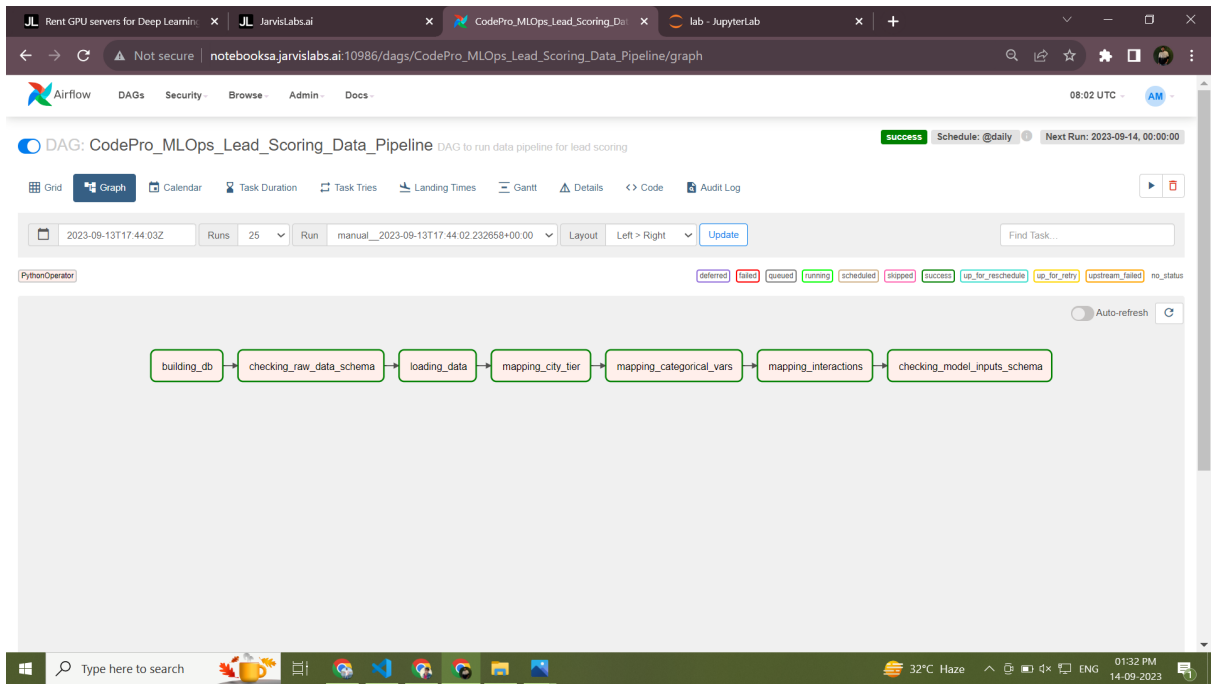 Rent GPU servers for Deep Learning
JarvisLabs.ai
CodePro_MLOps_Lead_Scoring_Dat
lab - JupyterLab
Not secure | notebooksa.jarvislabs.ai:10986/dags/CodePro_MLOps_Lead_Scoring_Data_Pipeline/graph
Airflow DAGs Security Browse Admin Docs 08:02 UTC AM
DAG: CodePro_MLOps_Lead_Scoring_Data_Pipeline DAG to run data pipeline for lead scoring
success Schedule: @daily Next Run: 2023-09-14, 00:00:00
Grid Graph Calendar Task Duration Task Tries Landing Times Gantt Details <> Code Audit Log
2023-09-13T17:44:03Z Runs 25 Run manual__2023-09-13T17:44:02.232658+00:00 Layout Left > Right Update Find Task...
PythonOperator deferred failed queued running scheduled skipped success up_for_reschedule up_for_retry upstream_failed no_status
Auto-refresh
building_db checking_raw_data_schema loading_data mapping_city_tier mapping_categorical_vars mapping_interactions checking_model_inputs_schema
Type here to search 32°C Haze ENG 01:32 PM
14-09-2023